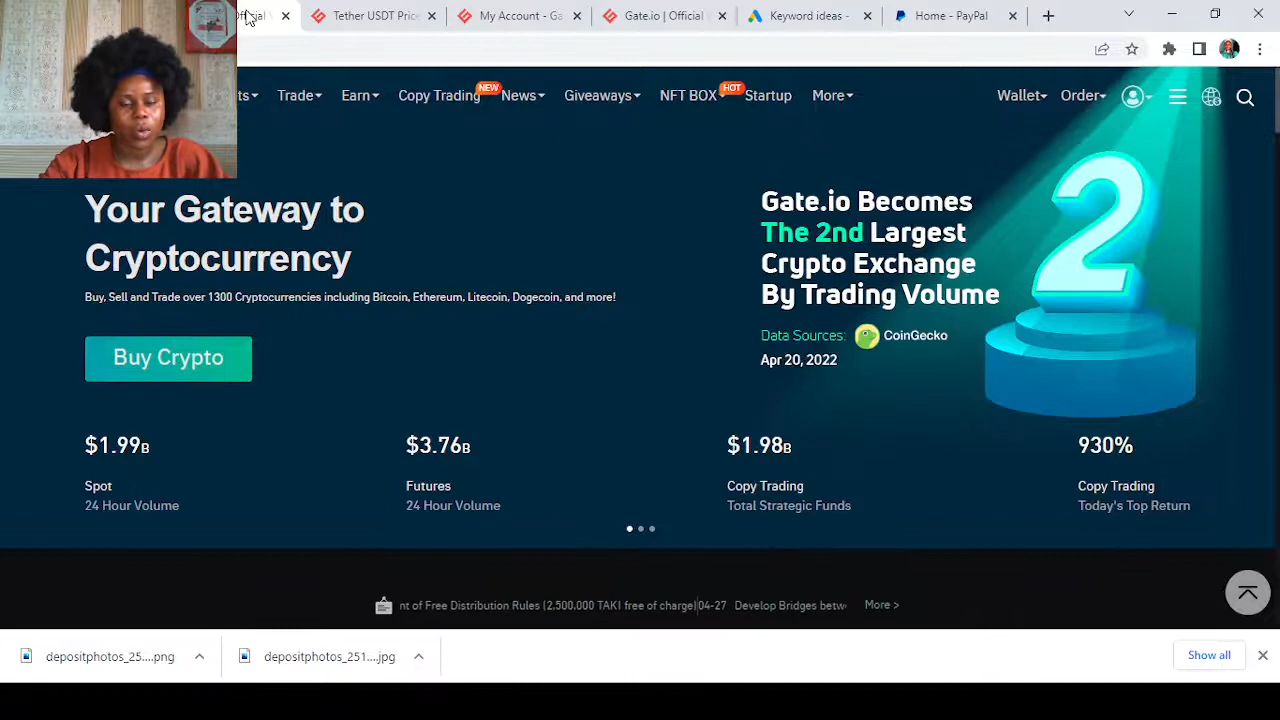 Tether USDT Price
My Account - Ga
Gate.io | Official
Keyword ideas -
Home - PayPal
Trade
Earn
Copy Trading
NEW
News
Giveaways
NFT BOX
HOT
Startup
More
Wallet
Order
Your Gateway to
Cryptocurrency
Buy, Sell and Trade over 1300 Cryptocurrencies including Bitcoin, Ethereum, Litecoin, Dogecoin, and more!
Buy Crypto
Gate.io Becomes
The 2nd Largest
Crypto Exchange
By Trading Volume
Data Sources: CoinGecko
Apr 20, 2022
2
$1.99B
Spot
24 Hour Volume
$3.76B
Futures
24 Hour Volume
$1.98B
Copy Trading
Total Strategic Funds
930%
Copy Trading
Today's Top Return
nt of Free Distribution Rules (2,500,000 TAKI free of charge) 04-27 Develop Bridges betw
More >
depositphotos_25....png
depositphotos_251....jpg
Show all